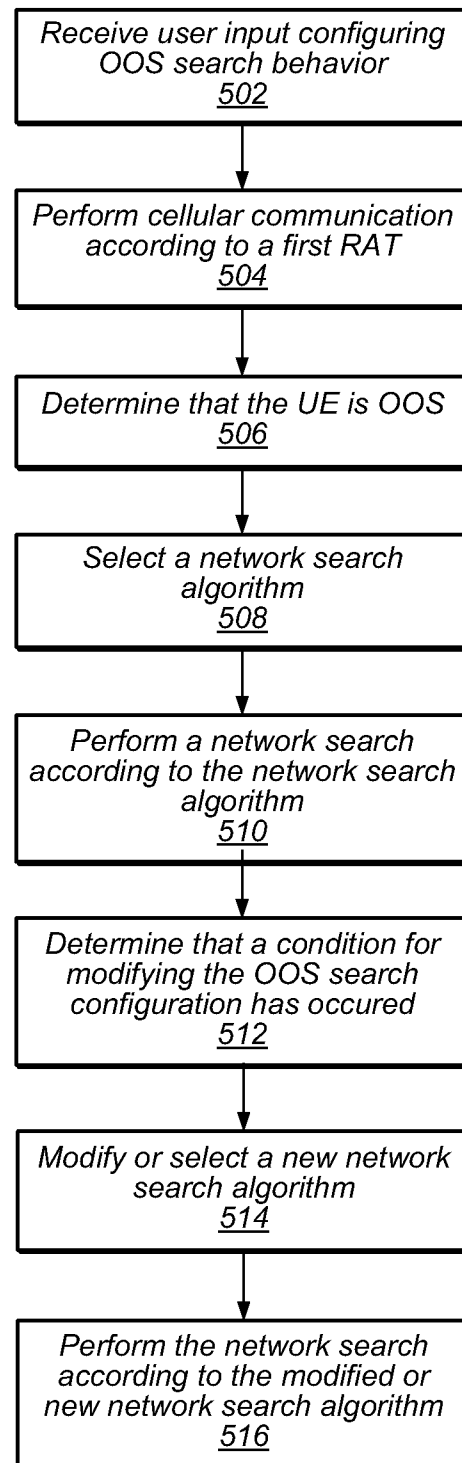 Receive user input configuring
OOS search behavior
502
Perform cellular communication
according to a first RAT
504
Determine that the UE is OOS
506
Select a network search
algorithm
508
Perform a network search
according to the network search
algorithm
510
Determine that a condition for
modifying the OOS search
configuration has occured
512
Modify or select a new network
search algorithm
514
Perform the network search
according to the modified or
new network search algorithm
516